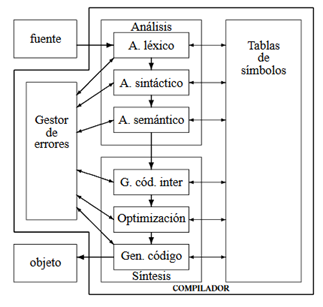 fuente
Análisis
A. léxico
A. sintáctico
A. semántico
Tablas
de
símbolos
Gestor
de
errores
G. cód. inter
Optimización
Gen. código
Síntesis
objeto
COMPILADOR